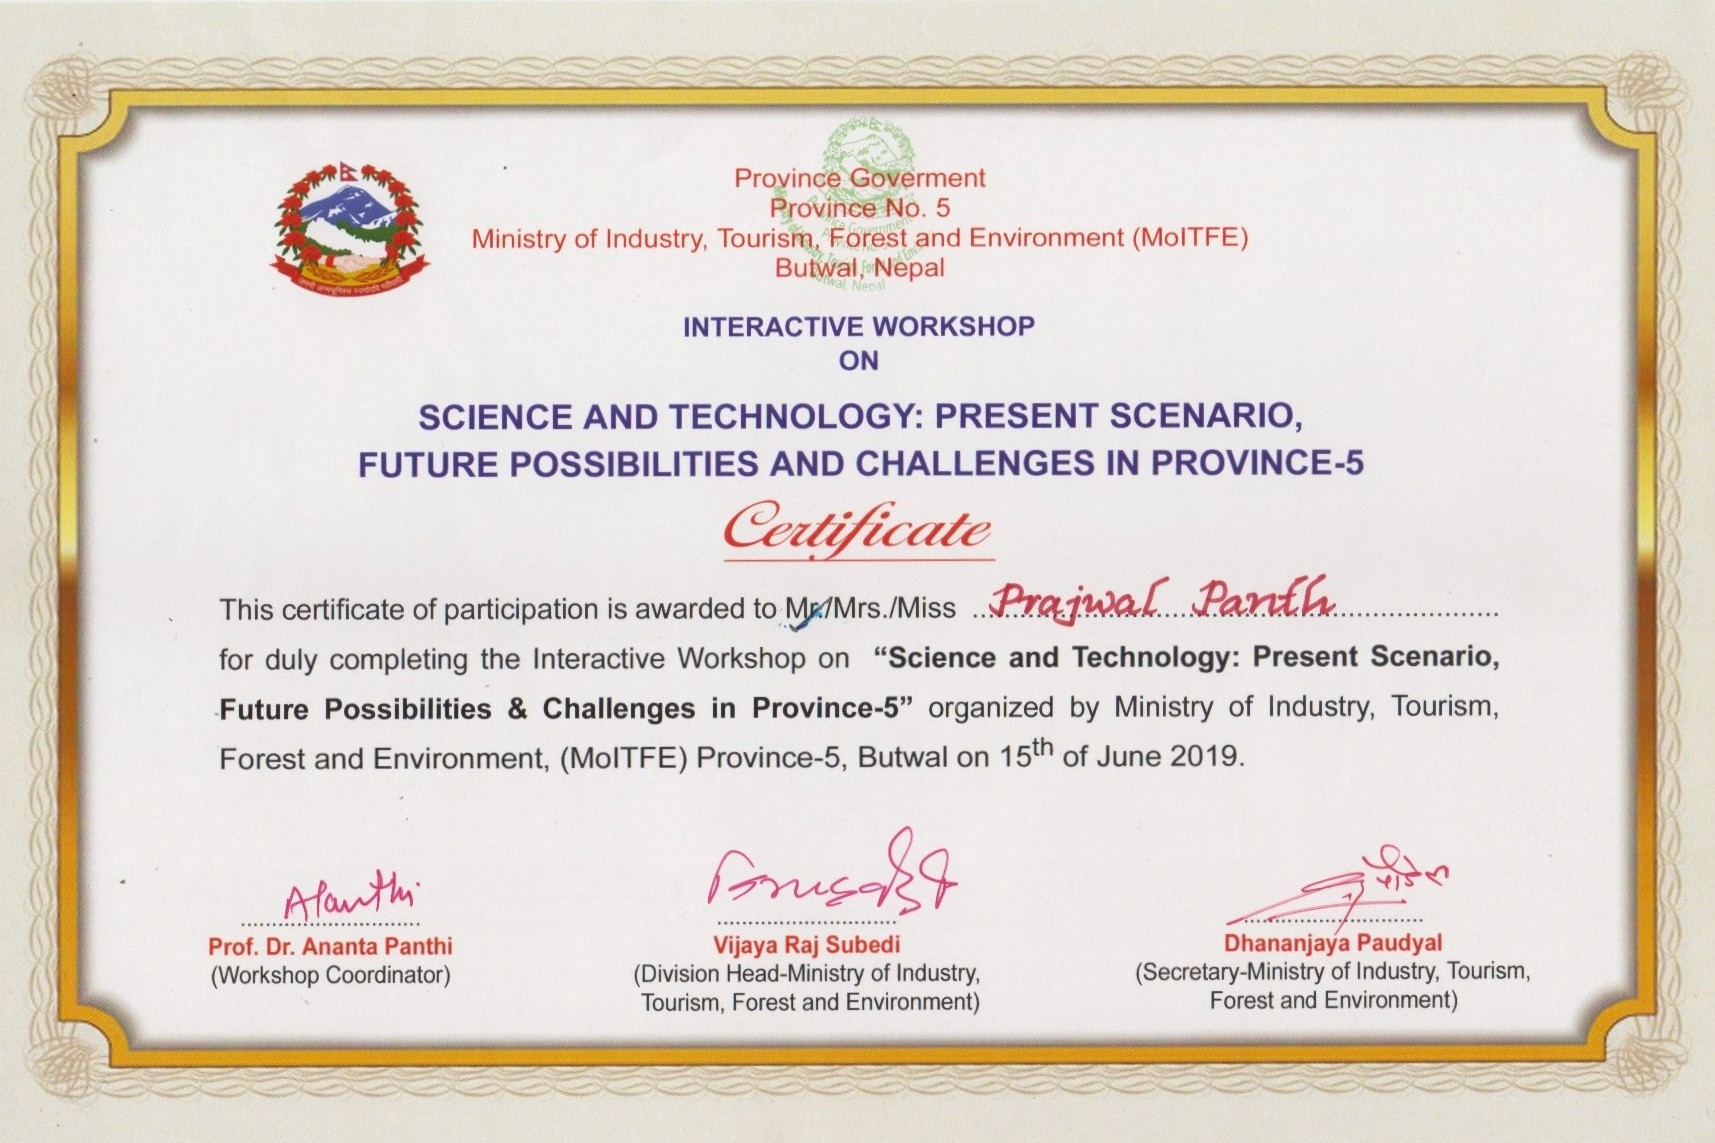 Province Goverment
Province No. 5
Ministry of Industry, Tourism, Forest and Environment (MoITFE)
Butwal, Nepal
INTERACTIVE WORKSHOP
ON
SCIENCE AND TECHNOLOGY: PRESENT SCENARIO,
FUTURE POSSIBILITIES AND CHALLENGES IN PROVINCE-5
Certificate
This certificate of participation is awarded to Mr./Mrs./Miss Prajwal Panth
for duly completing the Interactive Workshop on “Science and Technology: Present Scenario,
Future Possibilities & Challenges in Province-5” organized by Ministry of Industry, Tourism,
Forest and Environment, (MoITFE) Province-5, Butwal on 15th of June 2019.
APanthi
Prof. Dr. Ananta Panthi
(Workshop Coordinator)
Vijaya Raj Subedi
(Division Head-Ministry of Industry,
Tourism, Forest and Environment)
Dhananjaya Paudyal
(Secretary-Ministry of Industry, Tourism,
Forest and Environment)